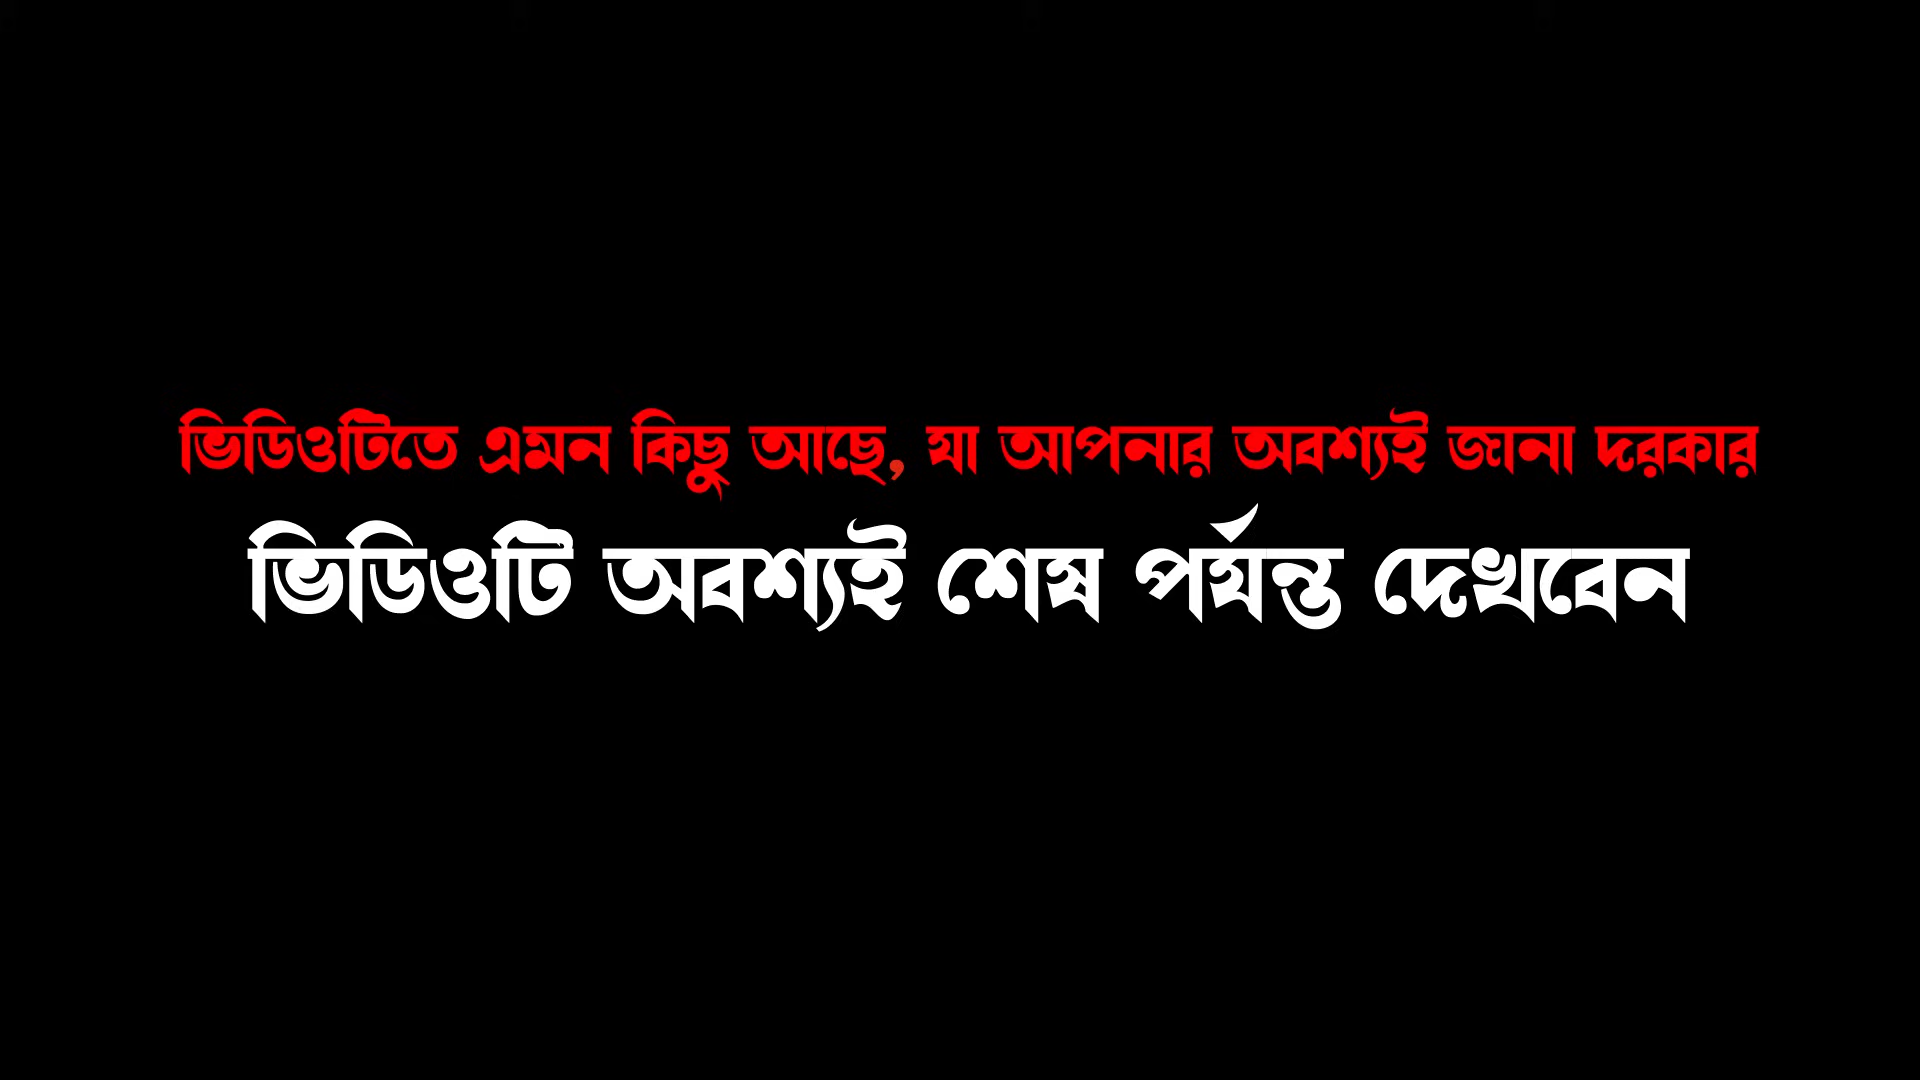 ভিডিওটিতে এমন কিছু আছে, যা আপনার অবশ্যই জানা দরকার
ভিডিওটি অবশ্যই শেষ পর্যন্ত দেখবেন